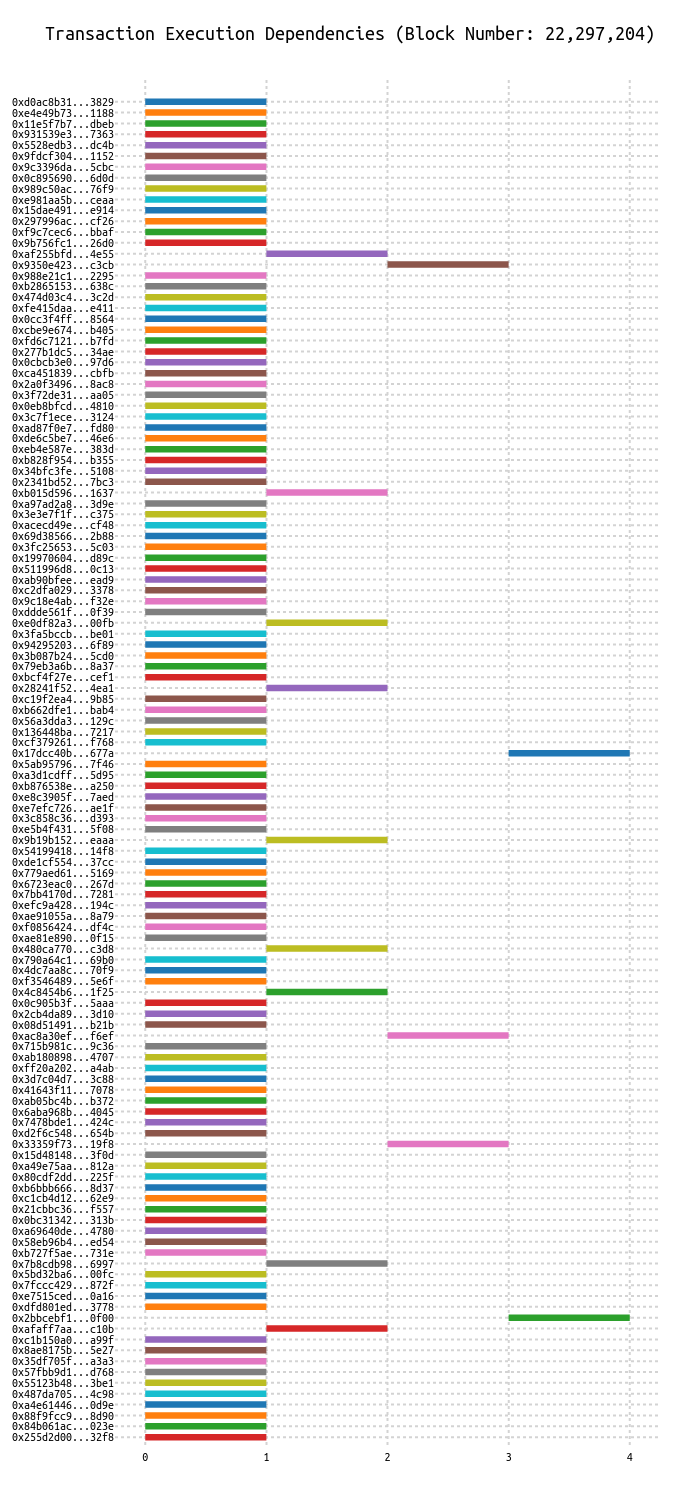 Transaction Execution Dependencies (Block Number: 22,297,204)
0xd0ac8b31...3829
0xe4e49b73...1188
0x11e5f7b7...dbeb
0x931539e3...7363
0x5528edb3...dc4b
0x9fdcf304...1152
0x9c3396da...5cbc
0x0c895690...6d0d
0x989c50ac...76f9
0xe981aa5b...ceaa
0x15dae491...e914
0x297996ac...cf26
0xf9c7cec6...bbaf
0x9b756fc1...26d0
0xaf255bfd...4e55
0x9350e423...c3cb
0x988e21c1...2295
0xb2865153...638c
0x474d03c4...3c2d
0xfe415daa...e411
0x0cc3f4ff...8564
0xcbe9e674...b405
0xfd6c7121...b7fd
0x277b1dc5...34ae
0x0cbcb3e0...97d6
0xca451839...cbfb
0x2a0f3496...8ac8
0x3f72de31...aa05
0x0eb8bfcd...4810
0x3c7f1ece...3124
0xad87f0e7...fd80
0xde6c5be7...46e6
0xeb4e587e...383d
0xb828f954...b355
0x34bfc3fe...5108
0x2341bd52...7bc3
0xb015d596...1637
0xa97ad2a8...3d9e
0x3e3e7f1f...c375
0xacecd49e...cf48
0x69d38566...2b88
0x3fc25653...5c03
0x19970604...d89c
0x511996d8...0c13
0xab90bfee...ead9
0xc2dfa029...3378
0x9c18e4ab...f32e
0xddde561f...0f39
0xe0df82a3...00fb
0x3fa5bccb...be01
0x94295203...6f89
0x3b087b24...5cd0
0x79eb3a6b...8a37
0xbcf4f27e...cef1
0x28241f52...4ea1
0xc19f2ea4...9b85
0xb662dfe1...bab4
0x56a3dda3...129c
0x136448ba...7217
0xcf379261...f768
0x17dcc40b...677a
0x5ab95796...7f46
0xa3d1cdff...5d95
0xb876538e...a250
0xe8c3905f...7aed
0xe7efc726...ae1f
0x3c858c36...d393
0xe5b4f431...5f08
0x9b19b152...eaaa
0x54199418...14f8
0xde1cf554...37cc
0x779aed61...5169
0x6723eac0...267d
0x7bb4170d...7281
0xefc9a428...194c
0xae91055a...8a79
0xf0856424...df4c
0xae81e890...0f15
0x480ca770...c3d8
0x790a64c1...69b0
0x4dc7aa8c...70f9
0xf3546489...5e6f
0x4c8454b6...1f25
0x0c905b3f...5aaa
0x2cb4da89...3d10
0x08d51491...b21b
0xac8a30ef...f6ef
0x715b981c...9c36
0xab180898...4707
0xff20a202...a4ab
0x3d7c04d7...3c88
0x41643f11...7078
0xab05bc4b...b372
0x6aba968b...4045
0x7478bde1...424c
0xd2f6c548...654b
0x33359f73...19f8
0x15d48148...3f0d
0xa49e75aa...812a
0x80cdf2dd...225f
0xb6bbb666...8d37
0xc1cb4d12...62e9
0x21cbbc36...f557
0x0bc31342...313b
0xa69640de...4780
0x58eb96b4...ed54
0xb727f5ae...731e
0x7b8cdb98...6997
0x5bd32ba6...00fc
0x7fccc429...872f
0xe7515ced...0a16
0xdfd801ed...3778
0x2bbcebf1...0f00
0xafaff7aa...c10b
0xc1b150a0...a99f
0x8ae8175b...5e27
0x35df705f...a3a3
0x57fbb9d1...d768
0x55123b48...3be1
0x487da705...4c98
0xa4e61446...0d9e
0x88f9fcc9...8d90
0x84b061ac...023e
0x255d2d00...32f8
0 1 2 3 4